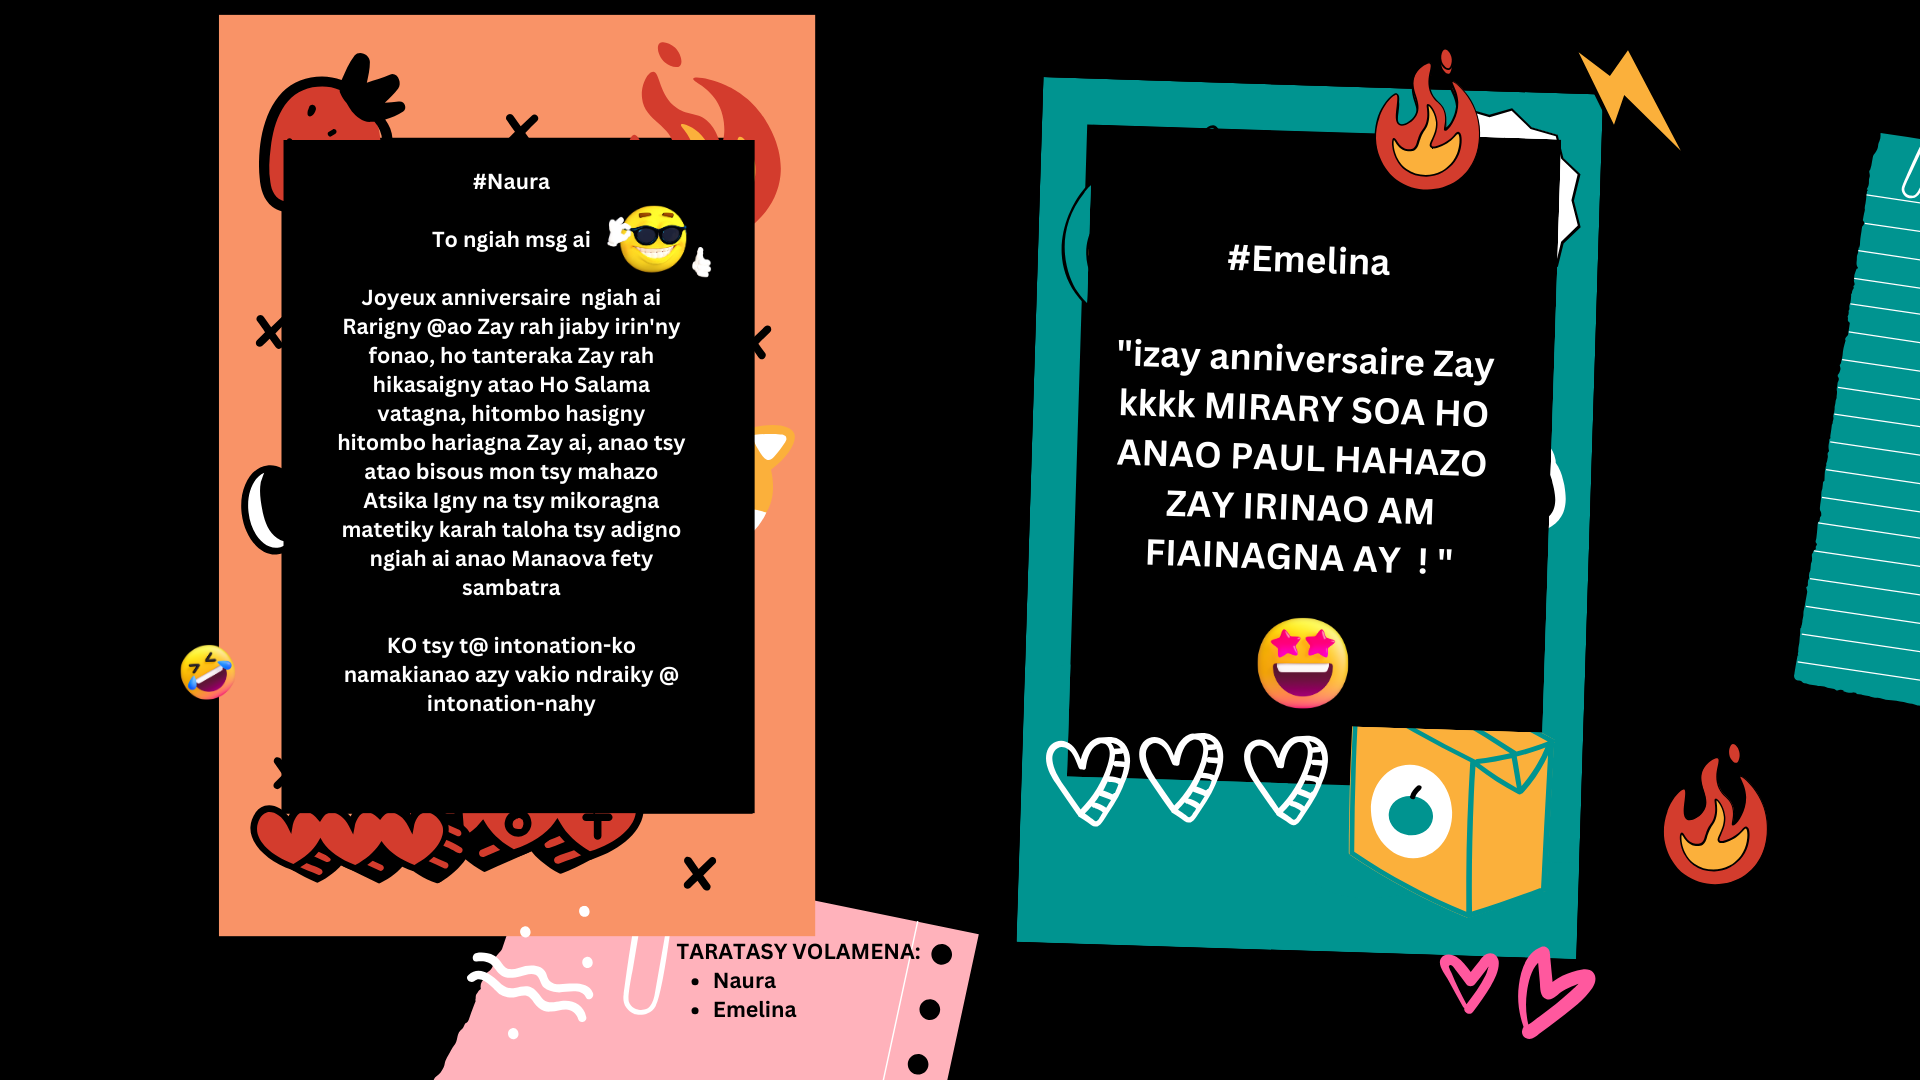 #Naura
To ngiah msg ai
Joyeux anniversaire ngiah ai
Rarigny @ao Zay rah jiaby irin'ny
fonao, ho tanteraka Zay rah
hikasaigny atao Ho Salama
vatagna, hitombo hasigny
hitombo hariagna Zay ai, anao tsy
atao bisous mon tsy mahazo
Atsika Igny na tsy mikoragna
matetiky karah taloha tsy adigno
ngiah ai anao Manaova fety
sambatra
KO tsy t@ intonation-ko
namakianao azy vakio ndraiky @
intonation-nahy
#Emelina
"izay anniversaire Zay
kkkk MIRARY SOA HO
ANAO PAUL HAHAZO
ZAY IRINAO AM
FIAINAGNA AY ! "
TARATASY VOLAMENA:
• Naura
• Emelina